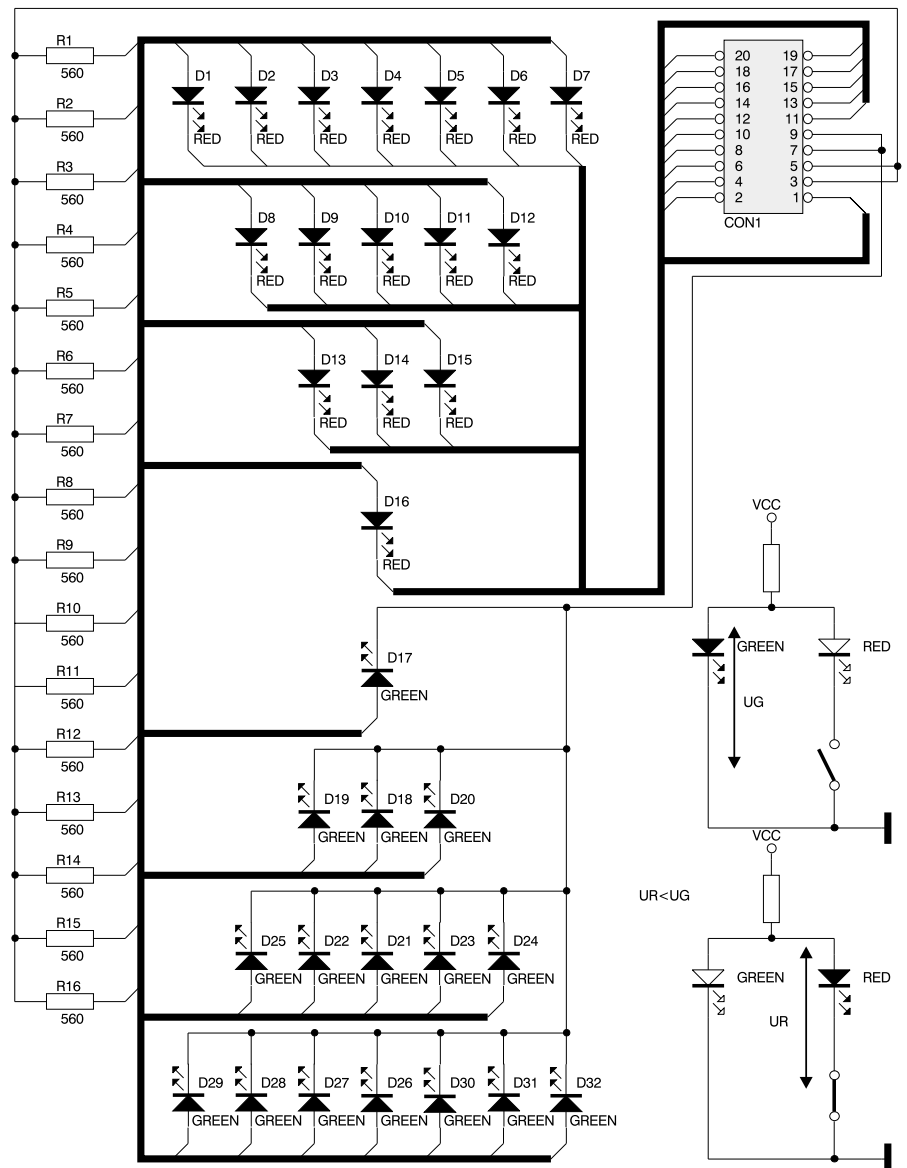 R1
560
R2
560
R3
560
R4
560
R5
560
R6
560
R7
560
R8
560
R9
560
R10
560
R11
560
R12
560
R13
560
R14
560
R15
560
R16
560
D1 D2 D3 D4 D5 D6 D7
RED RED RED RED RED RED RED
D8 D9 D10 D11 D12
RED RED RED RED RED
D13 D14 D15
RED RED RED
D16
RED
D17
GREEN
D19 D18 D20
GREEN GREEN GREEN
D25 D22 D21 D23 D24
GREEN GREEN GREEN GREEN GREEN
D29 D28 D27 D26 D30 D31 D32
GREEN GREEN GREEN GREEN GREEN GREEN GREEN
20 19
18 17
16 15
14 13
12 11
10 9
8 7
6 5
4 3
2 1
CON1
VCC
GREEN RED
UG
VCC
UR<UG
GREEN RED
UR